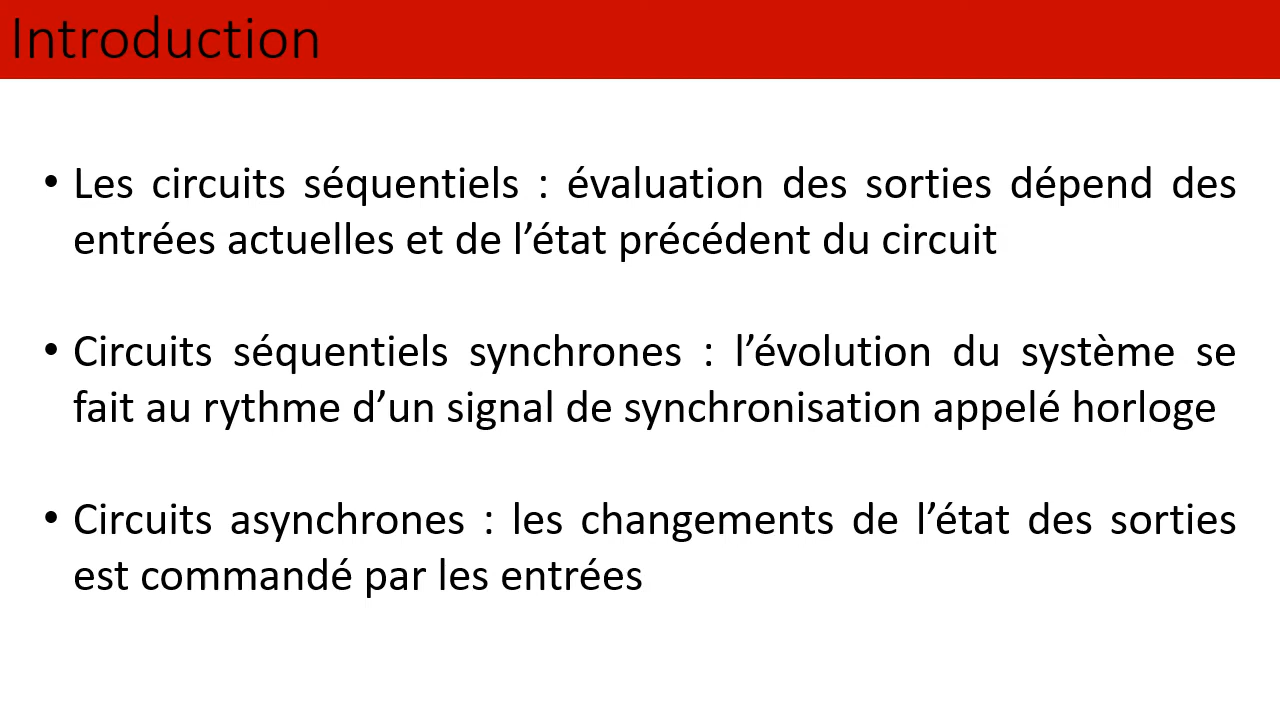 Introduction
• Les circuits séquentiels : évaluation des sorties dépend des
entrées actuelles et de l’état précédent du circuit
• Circuits séquentiels synchrones : l’évolution du système se
fait au rythme d’un signal de synchronisation appelé horloge
• Circuits asynchrones : les changements de l’état des sorties
est commandé par les entrées